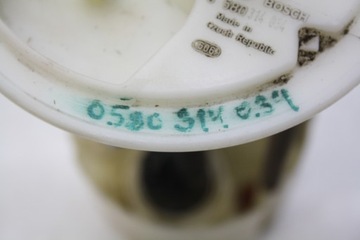 BOSCH
Made in
Czech Republic
0580 314 034